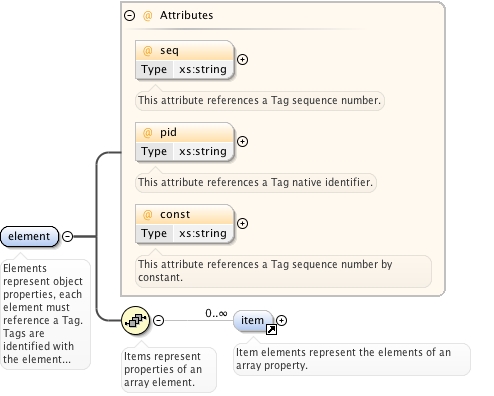 @ Attributes
@ seq
Type xs:string
This attribute references a Tag sequence number.
@ pid
Type xs:string
This attribute references a Tag native identifier.
@ const
Type xs:string
This attribute references a Tag sequence number by
constant.
element
Elements
represent object
properties, each
element must
reference a Tag.
Tags are
identified with
the element...
0..∞
item
Items represent
properties of an
array element.
Item elements represent the elements of an
array property.